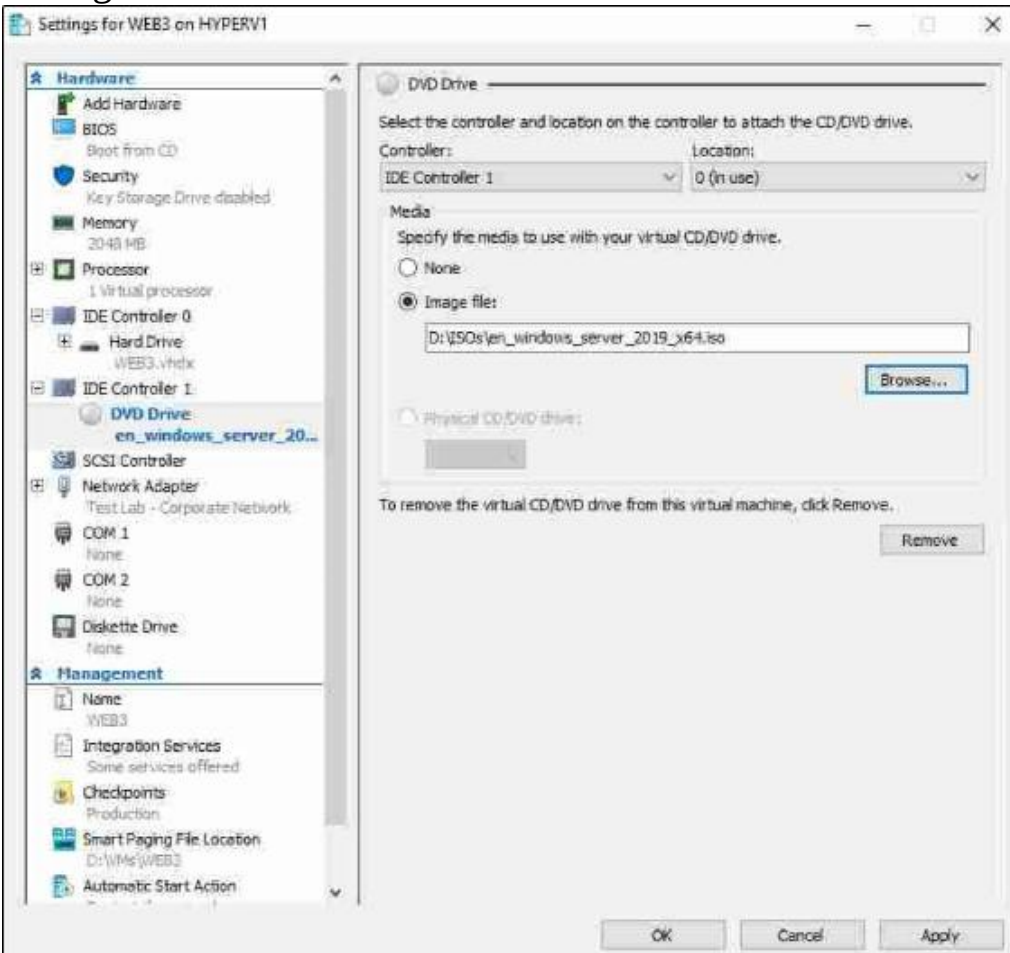 Settings for WEB3 on HYPERV1
Hardware
Add Hardware
BIOS
Boot from CD
Security
Key Storage Drive disabled
Memory
2048 MB
Processor
1 Virtual processor
IDE Controller 0
Hard Drive
WEB3.vhdx
IDE Controller 1
DVD Drive
en_windows_server_20...
SCSI Controller
Network Adapter
Test Lab - Corporate Network
COM 1
None
COM 2
None
Diskette Drive
None
Management
Name
WEB3
Integration Services
Some services offered
Checkpoints
Production
Smart Paging File Location
D:\VMs\WEB3
Automatic Start Action
DVD Drive
Select the controller and location on the controller to attach the CD/DVD drive.
Controller: Location:
IDE Controller 1 0 (in use)
Media
Specify the media to use with your virtual CD/DVD drive.
None
Image file:
D:\ISOs\en_windows_server_2019_x64.iso
Browse...
Physical CD/DVD drive:
To remove the virtual CD/DVD drive from this virtual machine, click Remove.
Remove
OK Cancel Apply